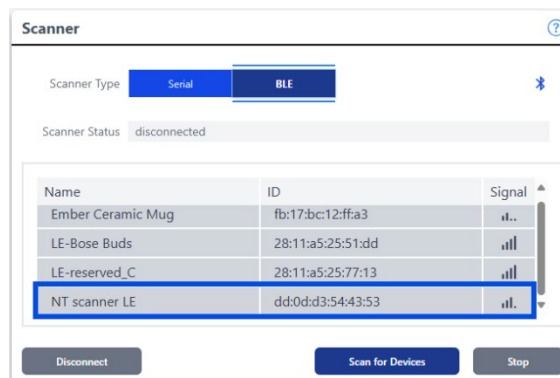 Scanner
?
Scanner Type Serial BLE
Scanner Status disconnected
Name ID Signal
Ember Ceramic Mug fb:17:bc:12:ff:a3
LE-Bose Buds 28:11:a5:25:51:dd
LE-reserved_C 28:11:a5:25:77:13
NT scanner LE dd:0d:d3:54:43:53
Disconnect Scan for Devices Stop